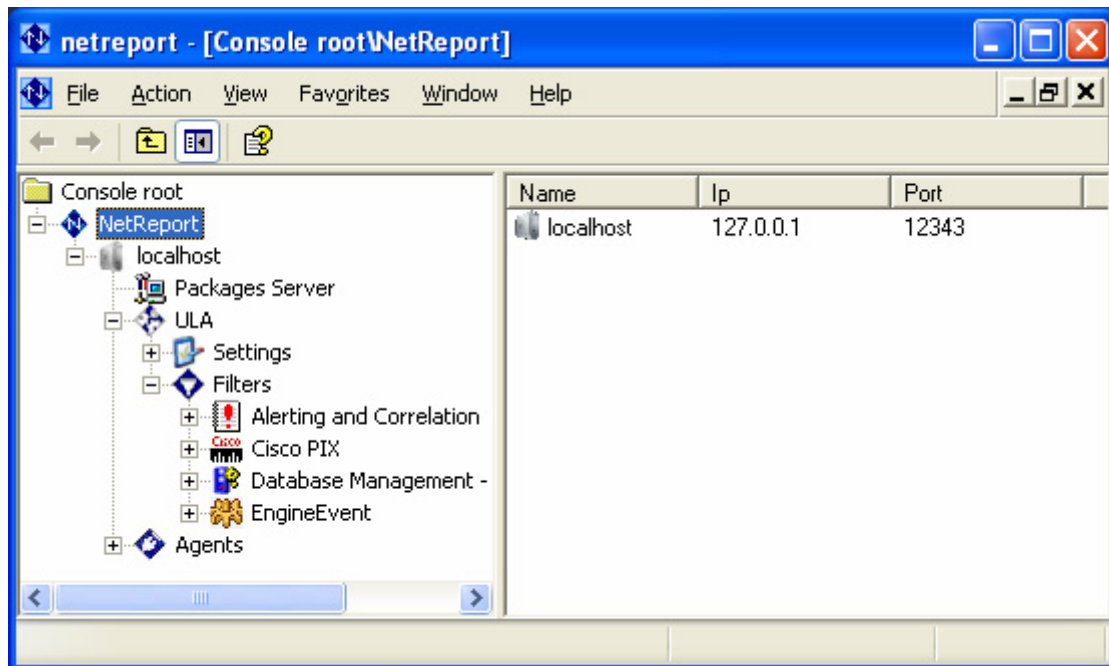 netreport - [Console root\NetReport]
File Action View Favorites Window Help
Console root
NetReport
localhost
Packages Server
ULA
Settings
Filters
Alerting and Correlation
Cisco
Cisco PIX
Database Management -
EngineEvent
Agents
Name Ip Port
localhost 127.0.0.1 12343